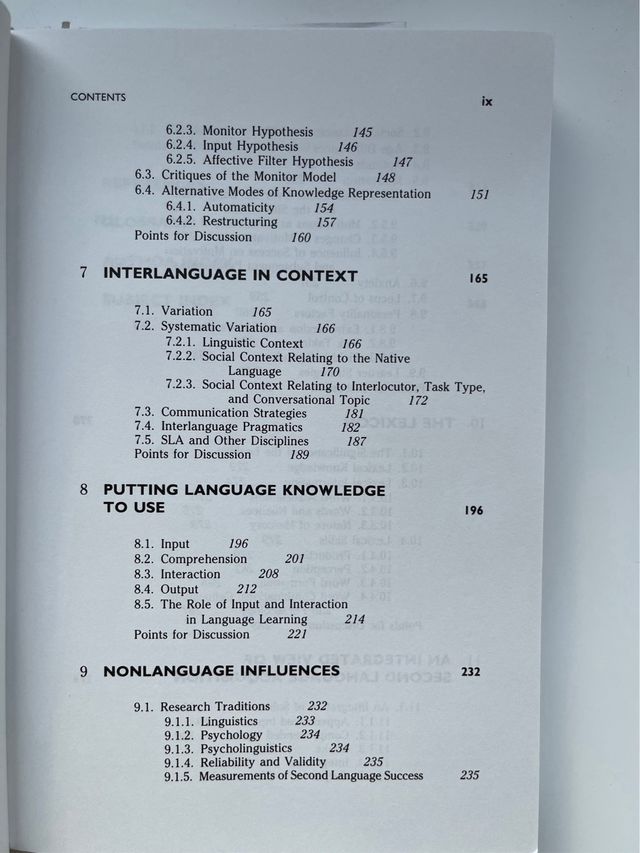 CONTENTS ix
6.2.3. Monitor Hypothesis 145
6.2.4. Input Hypothesis 146
6.2.5. Affective Filter Hypothesis 147
6.3. Critiques of the Monitor Model 148
6.4. Alternative Modes of Knowledge Representation 151
6.4.1. Automaticity 154
6.4.2. Restructuring 157
Points for Discussion 160
7 INTERLANGUAGE IN CONTEXT 165
7.1. Variation 165
7.2. Systematic Variation 166
7.2.1. Linguistic Context 166
7.2.2. Social Context Relating to the Native
Language 170
7.2.3. Social Context Relating to Interlocutor, Task Type,
and Conversational Topic 172
7.3. Communication Strategies 181
7.4. Interlanguage Pragmatics 182
7.5. SLA and Other Disciplines 187
Points for Discussion 189
8 PUTTING LANGUAGE KNOWLEDGE
TO USE 196
8.1. Input 196
8.2. Comprehension 201
8.3. Interaction 208
8.4. Output 212
8.5. The Role of Input and Interaction
in Language Learning 214
Points for Discussion 221
9 NONLANGUAGE INFLUENCES 232
9.1. Research Traditions 232
9.1.1. Linguistics 233
9.1.2. Psychology 234
9.1.3. Psycholinguistics 234
9.1.4. Reliability and Validity 235
9.1.5. Measurements of Second Language Success 235